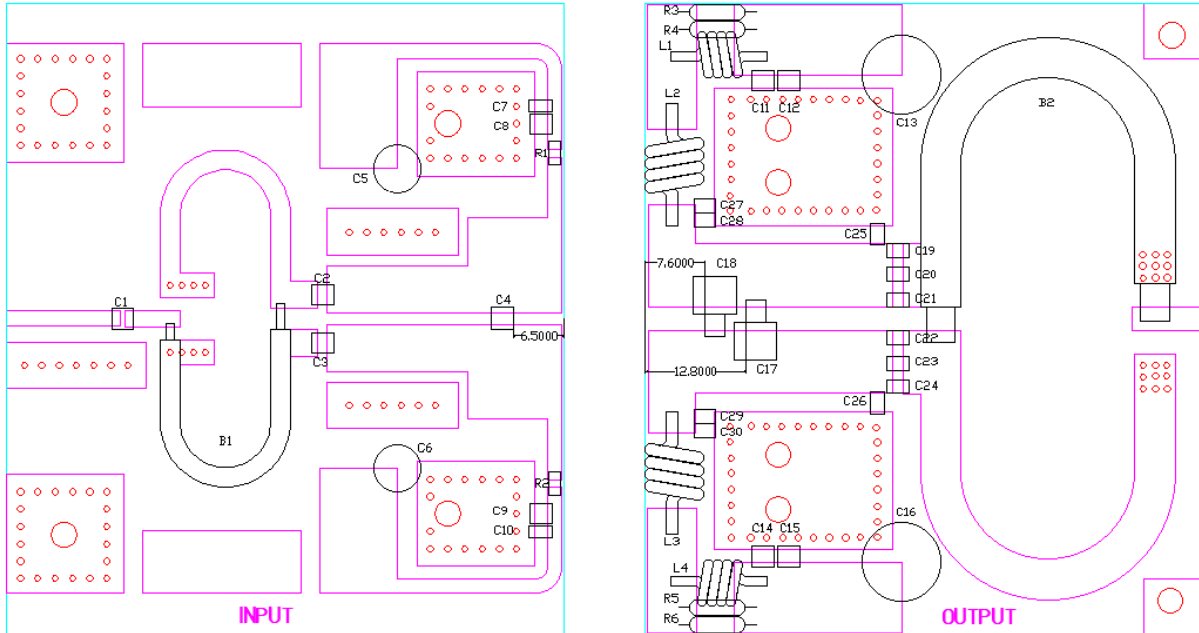 C7
C8
R1
C5
C2
C1
C4
6.5000
C3
B1
C6
R2
C9
C10
INPUT
R3
R4
L1
L2
C11 C12
C13
B2
C27
C28
C25
C19
7.6000
C18
C20
C21
C22
12.8000
C17
C23
C24
C26
C29
C30
C14 C15
C16
L3
L4
R5
R6
OUTPUT